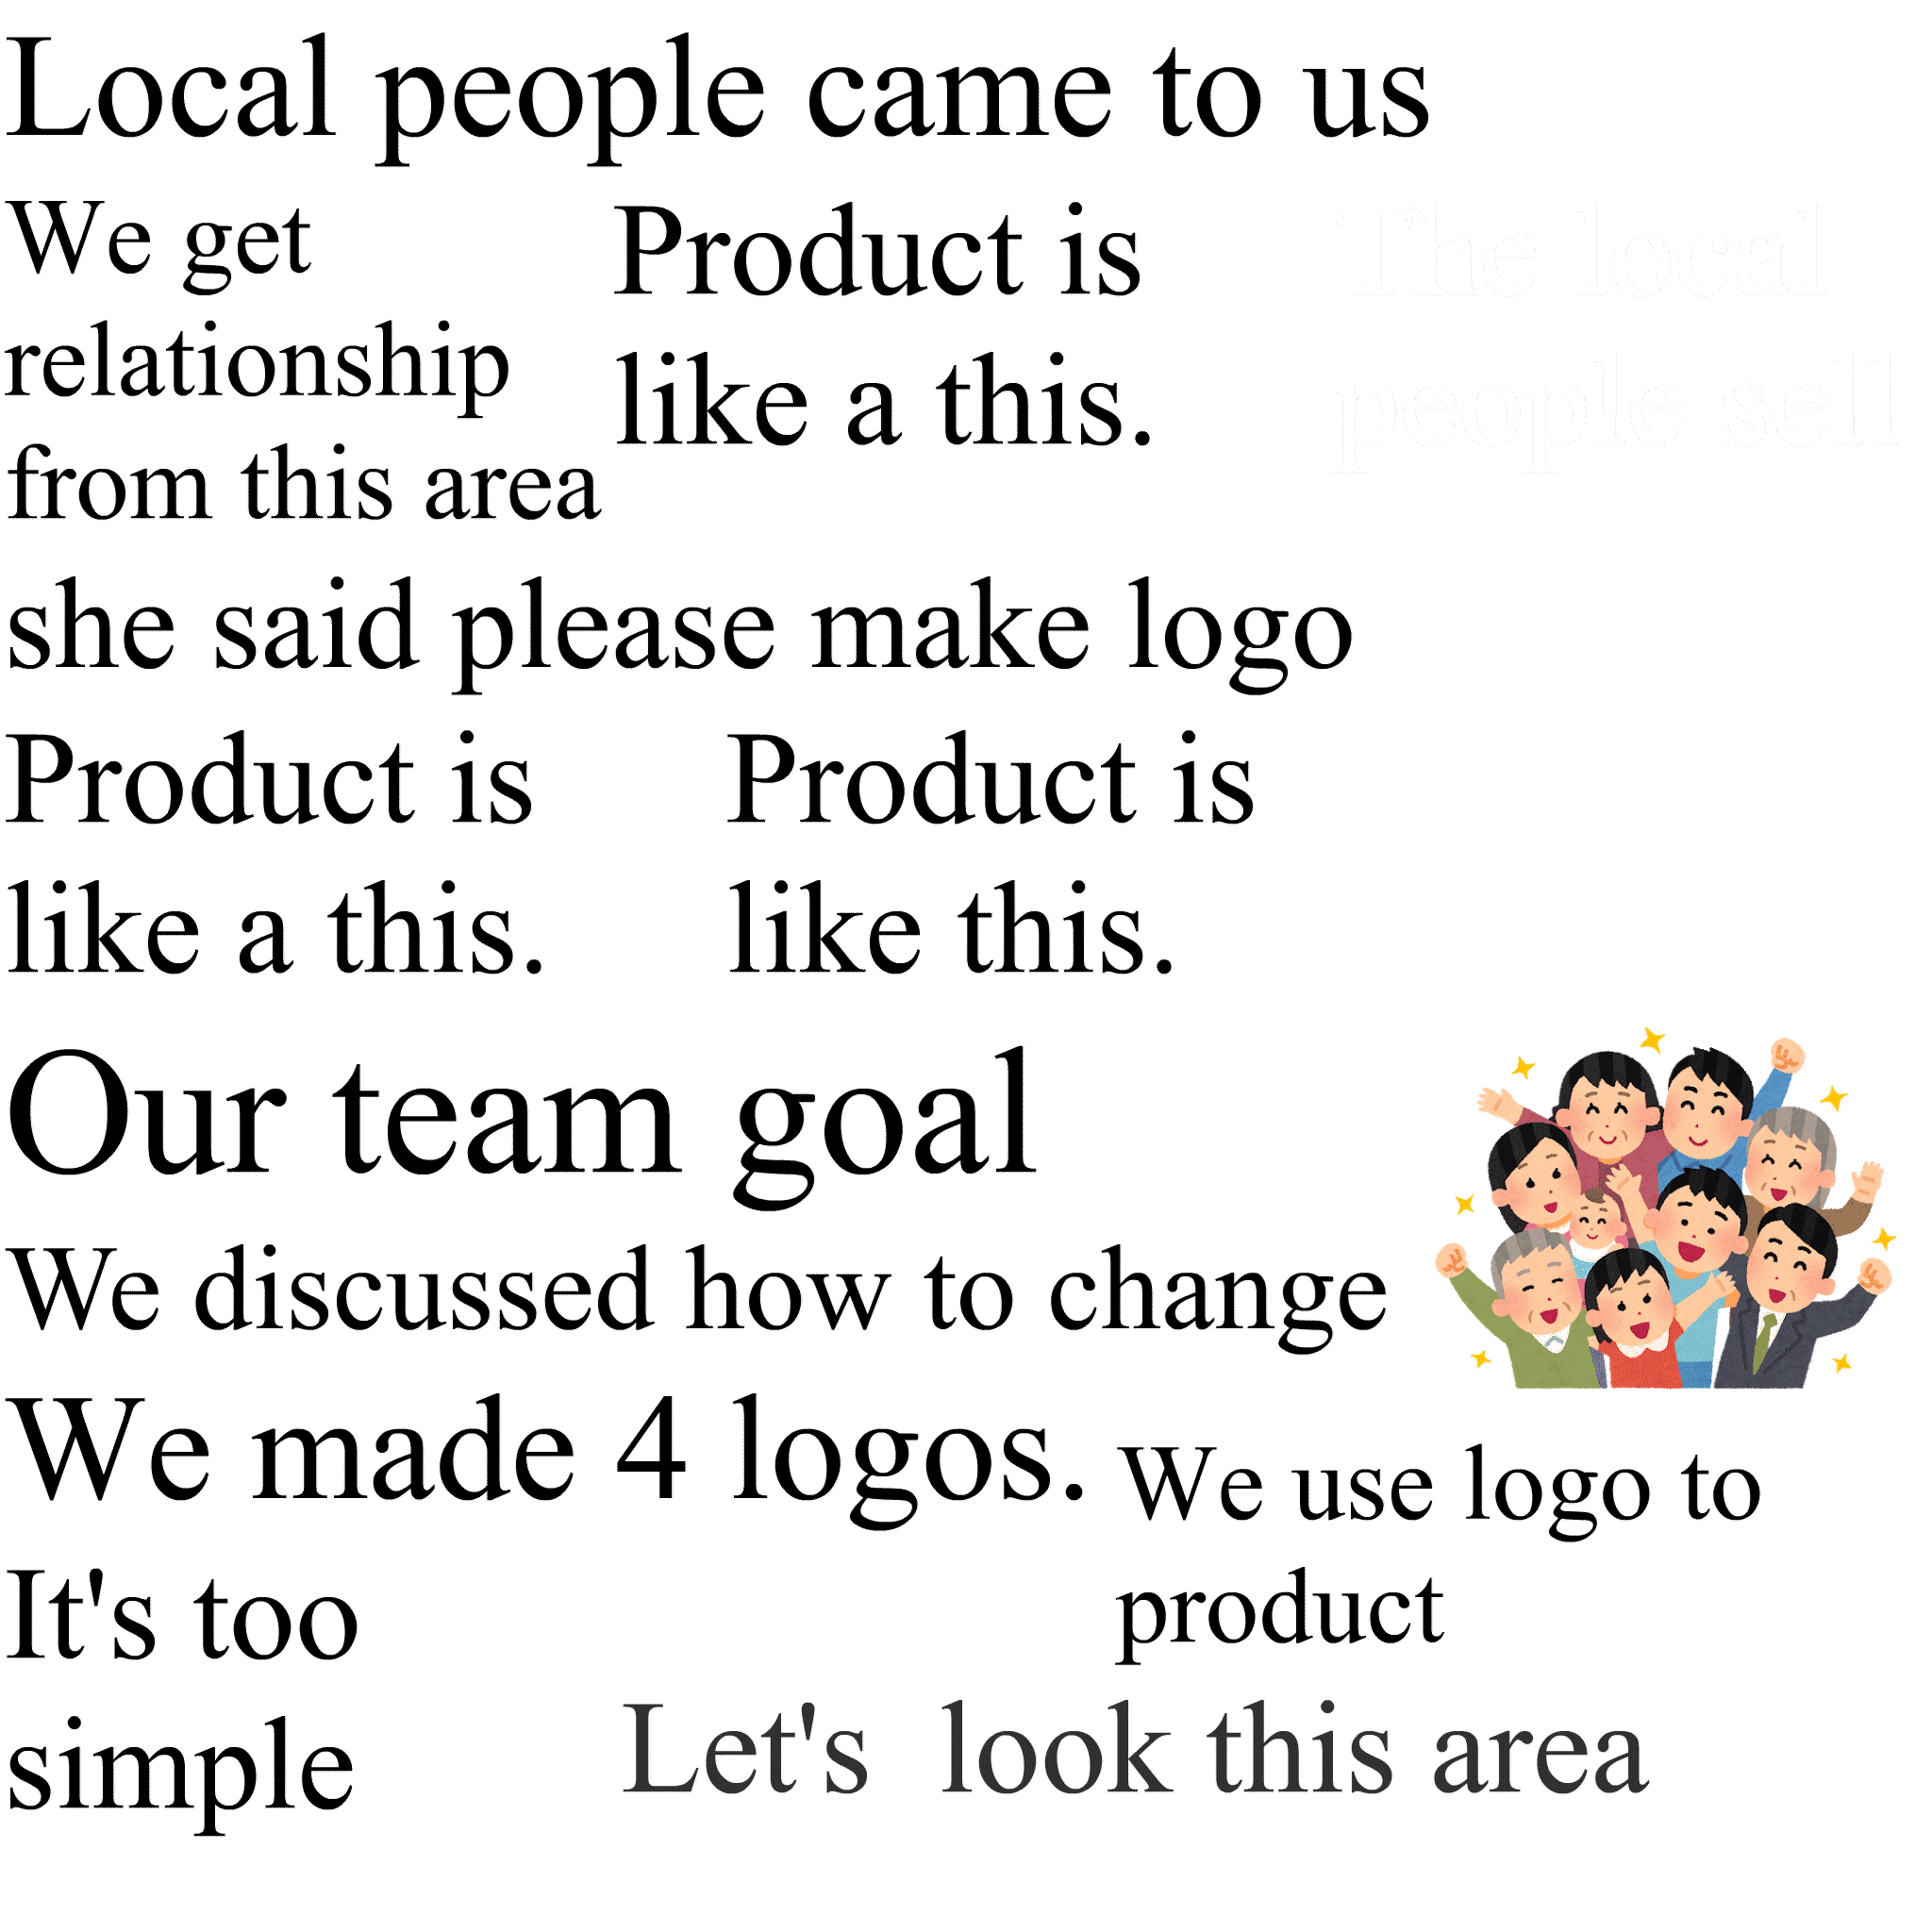 Local people came to us
We get
relationship
from this area
Product is
like a this.
The local
people sell
she said please make logo
Product is
like a this.
Product is
like this.
Our team goal
We discussed how to change
We made 4 logos.
We use logo to
product
It's too
simple
Let's look this area